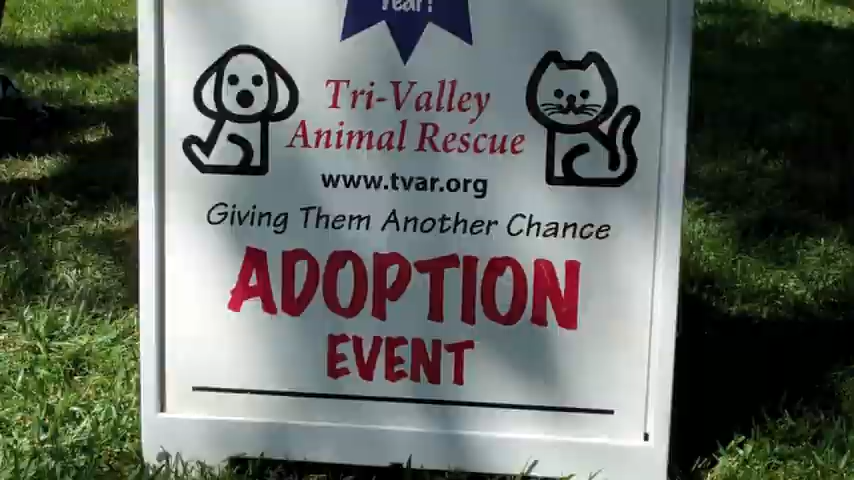 Year!
Tri-Valley
Animal Rescue
www.tvar.org
Giving Them Another Chance
ADOPTION
EVENT